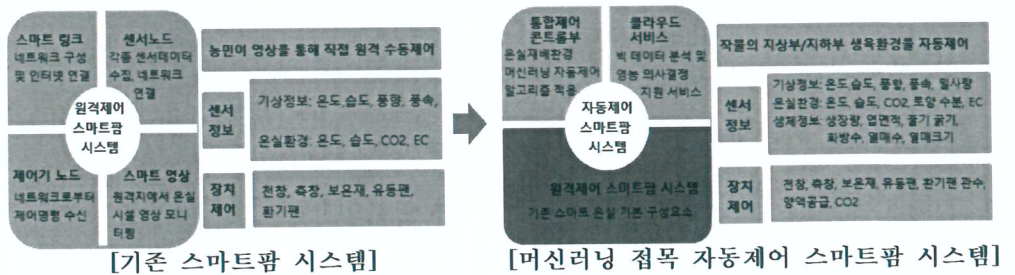 스마트 링크
네트워크 구성
및 인터넷 연결
센서노드
각종 센서데이터
수집, 네트워크
연결
원격제어
스마트팜
시스템
제어기 노드
네트워크로부터
제어명령 수신
스마트 영상
원격지에서 온실
시설 영상 모니
터링
농민이 영상을 통해 직접 원격 수동제어
센서
정보
기상정보: 온도, 습도, 풍향, 풍속,
온실환경: 온도, 습도, CO2, EC
장치
제어
전창, 측창, 보온재, 유동팬,
환기팬
[기존 스마트팜 시스템]
통합제어
콘트롤부
온실재배환경
머신러닝 자동제어
알고리즘 적용
클라우드
서비스
빅 데이터 분석 및
영농 의사결정
지원 서비스
자동제어
스마트팜
시스템
원격제어 스마트팜 시스템
기존 스마트 온실 기본 구성요소
작물의 지상부/지하부 생육환경을 자동제어
센서
정보
기상정보: 온도, 습도, 풍향, 풍속, 일사량
온실환경: 온도, 습도, CO2, 토양 수분, EC
생체정보: 생장량, 엽면적, 줄기 굵기,
화방수, 열매수, 열매크기
장치
제어
전창, 측창, 보온재, 유동팬, 환기팬 관수,
양액공급, CO2
[머신러닝 접목 자동제어 스마트팜 시스템]